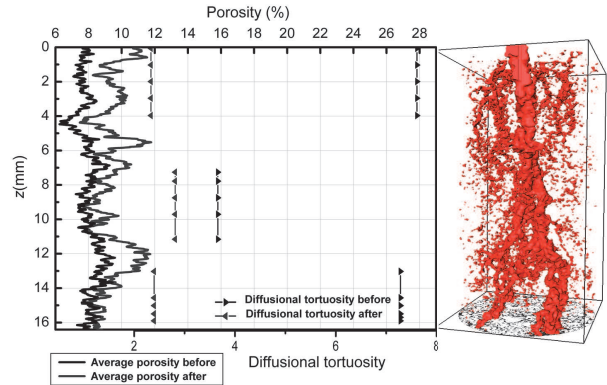 Porosity (%)
6 8 10 12 14 16 18 20 22 24 26 28
0
2
4
6
8
10
12
14
16
z(mm)
Diffusional tortuosity before
Diffusional tortuosity after
2 4 6 8
Diffusional tortuosity
Average porosity before
Average porosity after